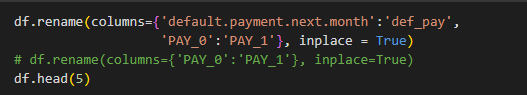 df.rename(columns={'default.payment.next.month':'def_pay',
'PAY_0':'PAY_1'}, inplace = True)
# df.rename(columns={'PAY_0':'PAY_1'}, inplace=True)
df.head(5)